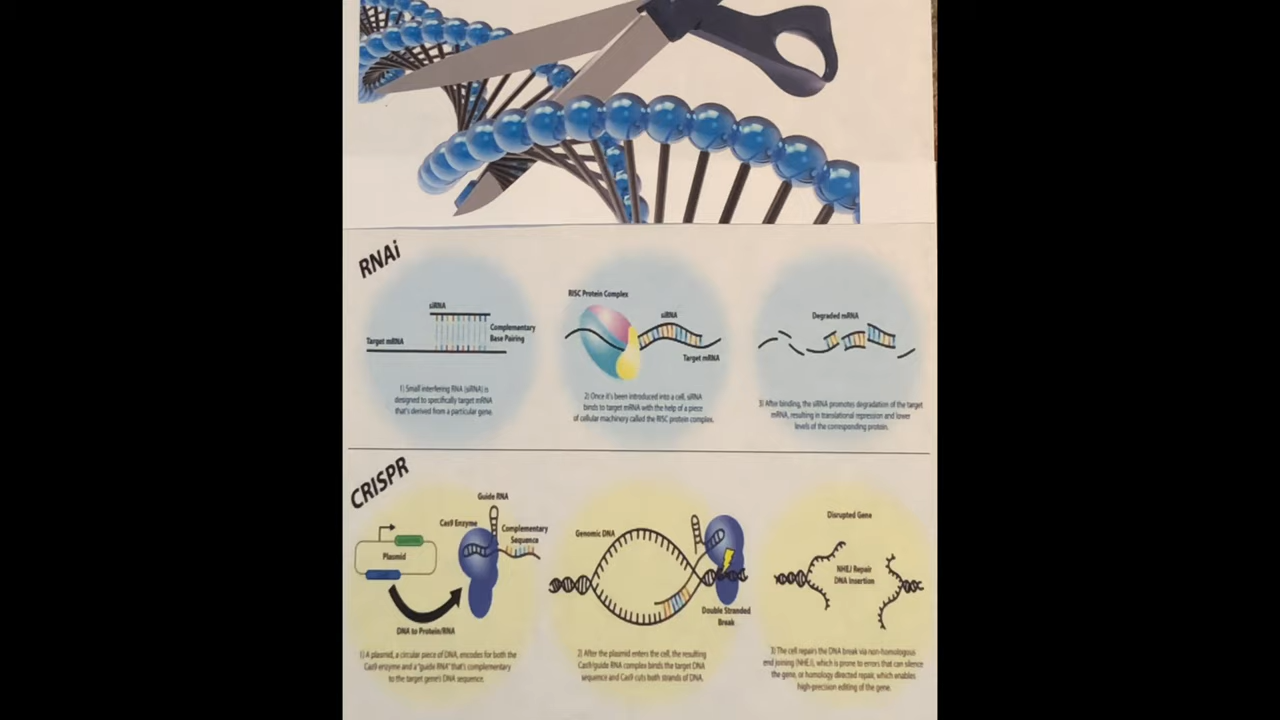 RNAi
siRNA
Complementary
Base Pairing
Target mRNA
1) Small interfering RNA (siRNA) is
designed to specifically target mRNA
that's derived from a particular gene.
RISC Protein Complex
siRNA
Target mRNA
2) Once it's been introduced into a cell, siRNA
binds to target mRNA with the help of a piece
of cellular machinery called the RISC protein complex.
Degraded mRNA
3) After binding, the siRNA promotes degradation of the target
mRNA, resulting in translational repression and lower
levels of the corresponding protein.
CRISPR
Guide RNA
Cas9 Enzyme
Complementary
Sequence
Plasmid
DNA to Protein/RNA
1) A plasmid, a circular piece of DNA, encodes for both the
Cas9 enzyme and a "guide RNA" that's complementary
to the target gene's DNA sequence.
Genomic DNA
Double Stranded
Break
2) After the plasmid enters the cell, the resulting
Cas9/guide RNA complex binds the target DNA
sequence and Cas9 cuts both strands of DNA.
Disrupted Gene
NHEJ Repair
DNA Insertion
3) The cell repairs the DNA break via non-homologous
end joining (NHEJ), which is prone to errors that can silence
the gene, or homology directed repair, which enables
high-precision editing of the gene.